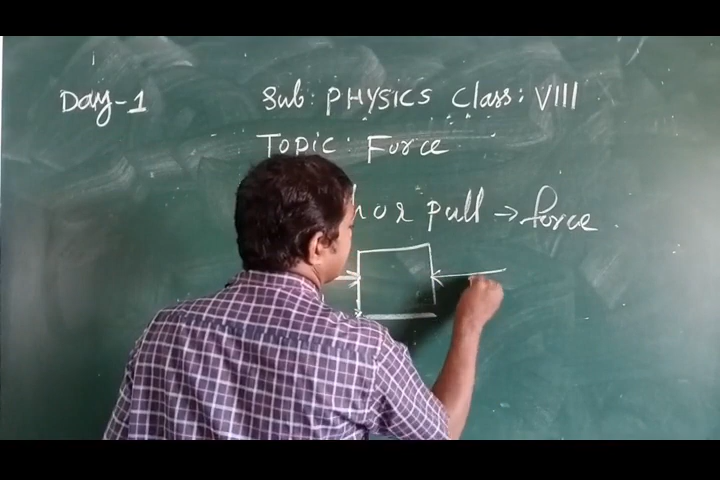 Day-1
Sub: PHYSICS Class: VIII
Topic: Force
or pull → force